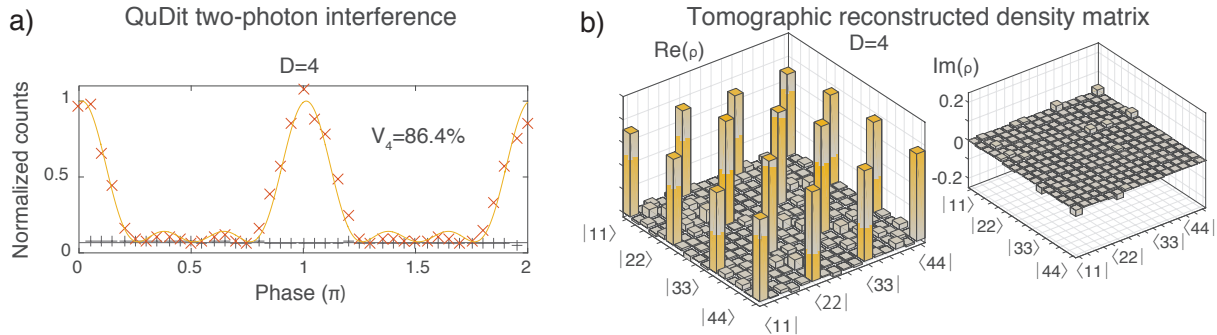 a)
QuDit two-photon interference
D=4
Normalized counts
1
0.5
0
V₄=86.4%
0
0.5
1
1.5
2
Phase (π)
b)
Tomographic reconstructed density matrix
Re(ρ)
D=4
|11⟩
|22⟩
|33⟩
|44⟩
⟨11|
⟨22|
⟨33|
⟨44|
Im(ρ)
0.2
0
-0.2
|11⟩
|22⟩
|33⟩
|44⟩
⟨11|
⟨22|
⟨33|
⟨44|